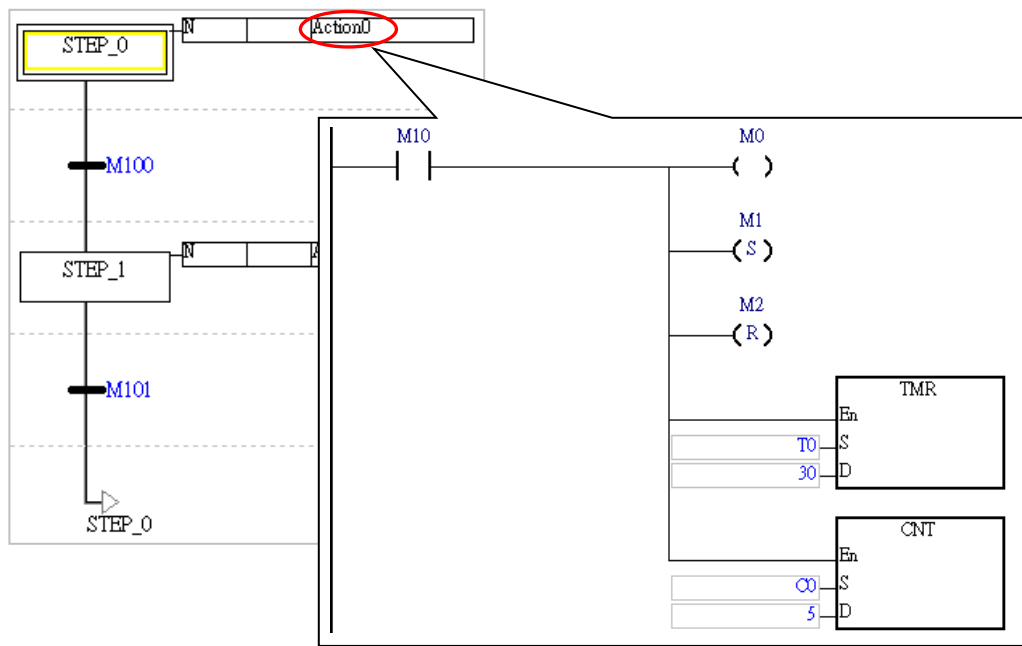 N Action0
STEP_0
M100
N
STEP_1
M101
STEP_0
M10 M0
M1
S
M2
R
TMR
En
T0 S
30 D
CNT
En
C0 S
5 D